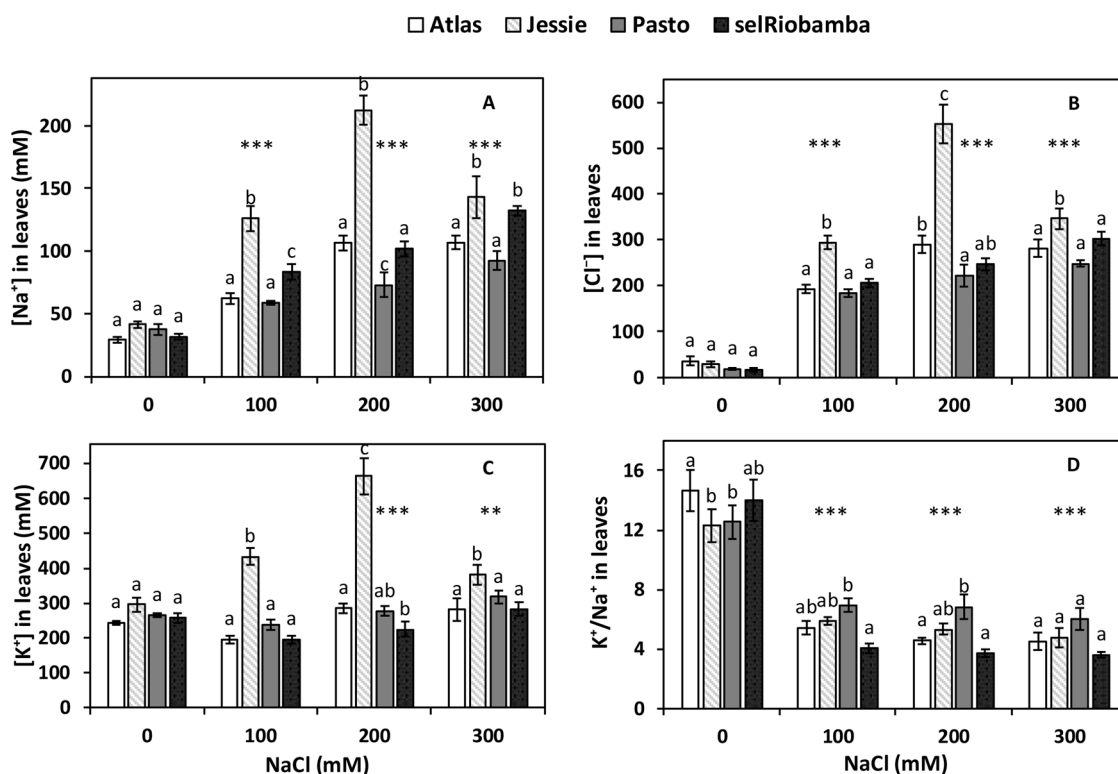 Atlas Jessie Pasto selRiobamba
[Na⁺] in leaves (mM)
A
200
150
100
50
0
a a a a
a b a c
a b c a
a b a b
*** *** ***
0 100 200 300
[Cl⁻] in leaves
B
600
500
400
300
200
100
0
a a a a
a b a a
b c a ab
a b a a
*** *** ***
0 100 200 300
[K⁺] in leaves (mM)
C
700
600
500
400
300
200
100
0
a a a a
a b a a
a c ab b
a b a a
*** **
0 100 200 300
NaCl (mM)
K⁺/Na⁺ in leaves
D
16
12
8
4
0
a b b ab
ab ab b a
a ab b a
a a a a
*** *** ***
0 100 200 300
NaCl (mM)